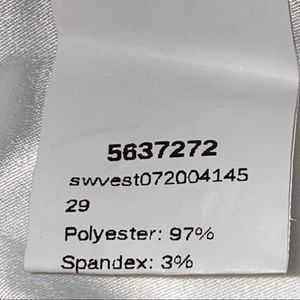 5637272
swvest072004145
29
Polyester: 97%
Spandex: 3%